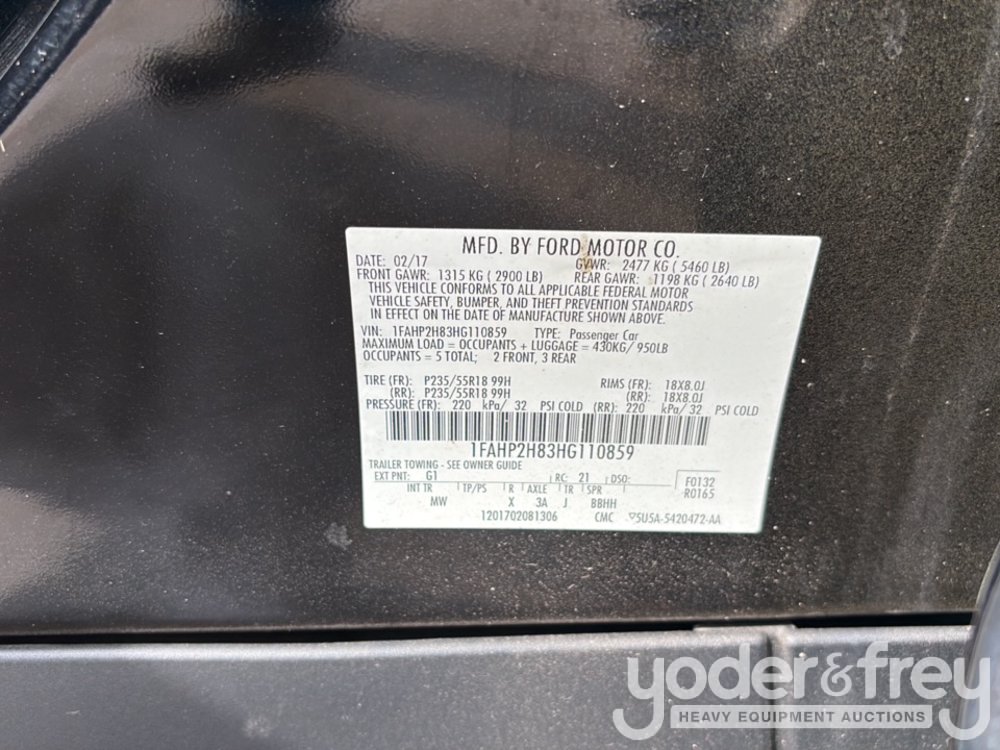 MFD. BY FORD MOTOR CO.
DATE: 02/17 GVWR: 2477 KG ( 5460 LB)
FRONT GAWR: 1315 KG ( 2900 LB) REAR GAWR: 1198 KG ( 2640 LB)
THIS VEHICLE CONFORMS TO ALL APPLICABLE FEDERAL MOTOR
VEHICLE SAFETY, BUMPER, AND THEFT PREVENTION STANDARDS
IN EFFECT ON THE DATE OF MANUFACTURE SHOWN ABOVE.
VIN: 1FAHP2H83HG110859 TYPE: Passenger Car
MAXIMUM LOAD = OCCUPANTS + LUGGAGE = 430KG/ 950LB
OCCUPANTS = 5 TOTAL; 2 FRONT, 3 REAR
TIRE (FR): P235/55R18 99H RIMS (FR): 18X8.0J
(RR): P235/55R18 99H (RR): 18X8.0J
PRESSURE (FR): 220 kPa/ 32 PSI COLD (RR): 220 kPa/ 32 PSI COLD
1FAHP2H83HG110859
TRAILER TOWING - SEE OWNER GUIDE
EXT PNT: G1 RC: 21 DSO: F0132
INT TR TP/PS R AXLE TR SPR R0165
MW X 3A J BBHH
1201702081306 CMC 5U5A-5420472-AA
yoder&frey
HEAVY EQUIPMENT AUCTIONS